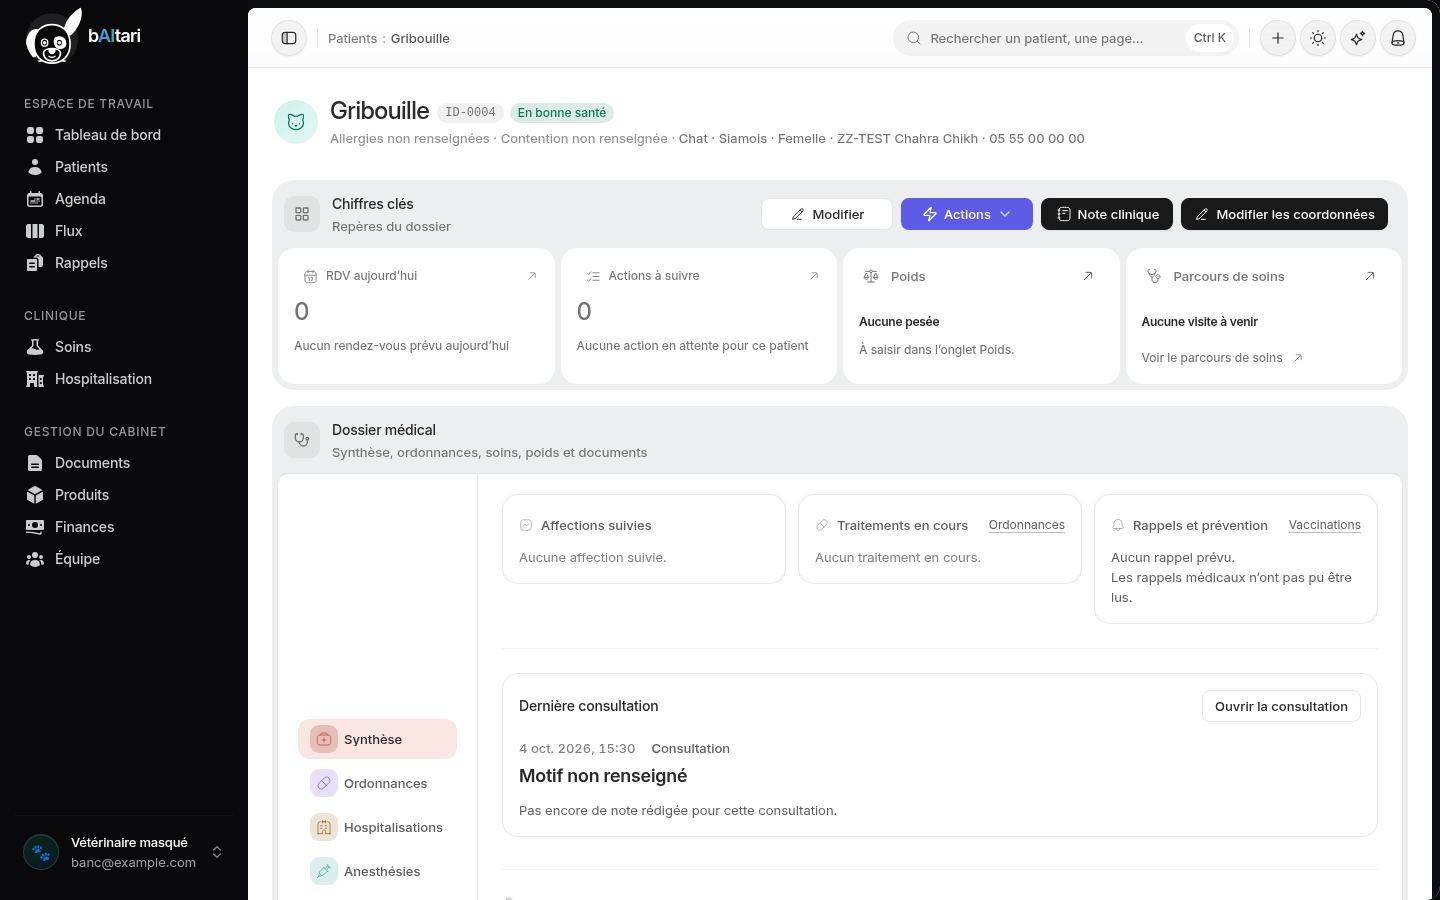 bAItari
ESPACE DE TRAVAIL
Tableau de bord
Patients
Agenda
Flux
Rappels
CLINIQUE
Soins
Hospitalisation
GESTION DU CABINET
Documents
Produits
Finances
Équipe
Vétérinaire masqué
banc@example.com
Patients : Gribouille
Rechercher un patient, une page... Ctrl K
Gribouille ID-0004 En bonne santé
Allergies non renseignées · Contention non renseignée · Chat · Siamois · Femelle · ZZ-TEST Chahra Chikh · 05 55 00 00 00
Chiffres clés
Repères du dossier
Modifier
Actions
Note clinique
Modifier les coordonnées
RDV aujourd’hui
0
Aucun rendez-vous prévu aujourd’hui
Actions à suivre
0
Aucune action en attente pour ce patient
Poids
Aucune pesée
À saisir dans l’onglet Poids.
Parcours de soins
Aucune visite à venir
Voir le parcours de soins
Dossier médical
Synthèse, ordonnances, soins, poids et documents
Synthèse
Ordonnances
Hospitalisations
Anesthésies
Affections suivies
Aucune affection suivie.
Traitements en cours Ordonnances
Aucun traitement en cours.
Rappels et prévention Vaccinations
Aucun rappel prévu.
Les rappels médicaux n’ont pas pu être
lus.
Dernière consultation
Ouvrir la consultation
4 oct. 2026, 15:30 Consultation
Motif non renseigné
Pas encore de note rédigée pour cette consultation.